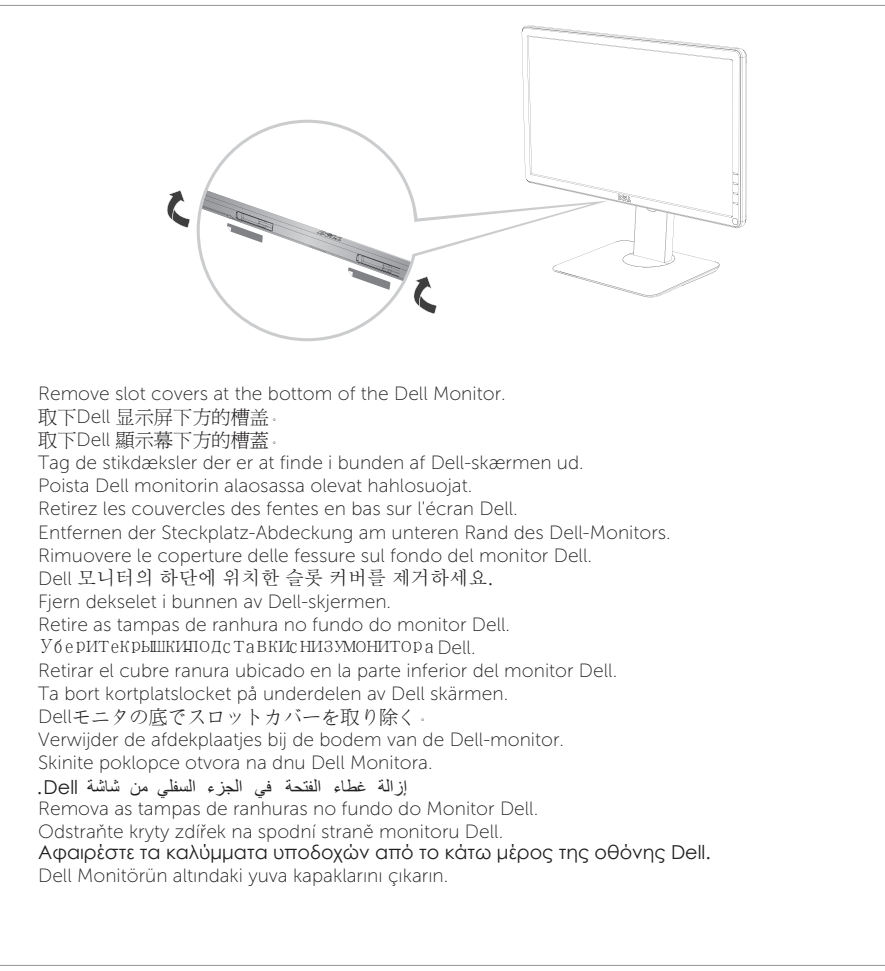 DELL
Remove slot covers at the bottom of the Dell Monitor.
取下Dell 显示屏下方的槽盖。
取下Dell 顯示幕下方的槽蓋。
Tag de stikdæksler der er at finde i bunden af Dell-skærmen ud.
Poista Dell monitorin alaosassa olevat hahlosuojat.
Retirez les couvercles des fentes en bas sur l'écran Dell.
Entfernen der Steckplatz-Abdeckung am unteren Rand des Dell-Monitors.
Rimuovere le coperture delle fessure sul fondo del monitor Dell.
Dell 모니터의 하단에 위치한 슬롯 커버를 제거하세요.
Fjern dekselet i bunnen av Dell-skjermen.
Retire as tampas de ranhura no fundo do monitor Dell.
УберИТеКрЫШКИПОДсТаВКИсНИЗУМОНИТОра Dell.
Retirar el cubre ranura ubicado en la parte inferior del monitor Dell.
Ta bort kortplatslocket på underdelen av Dell skärmen.
Dellモニタの底でスロットカバーを取り除く。
Verwijder de afdekplaatjes bij de bodem van de Dell-monitor.
Skinite poklopce otvora na dnu Dell Monitora.
إزالة غطاء الفتحة في الجزء السفلي من شاشة Dell.
Remova as tampas de ranhuras no fundo do Monitor Dell.
Odstraňte kryty zdířek na spodní straně monitoru Dell.
Αφαιρέστε τα καλύμματα υποδοχών από το κάτω μέρος της οθόνης Dell.
Dell Monitörün altındaki yuva kapaklarını çıkarın.